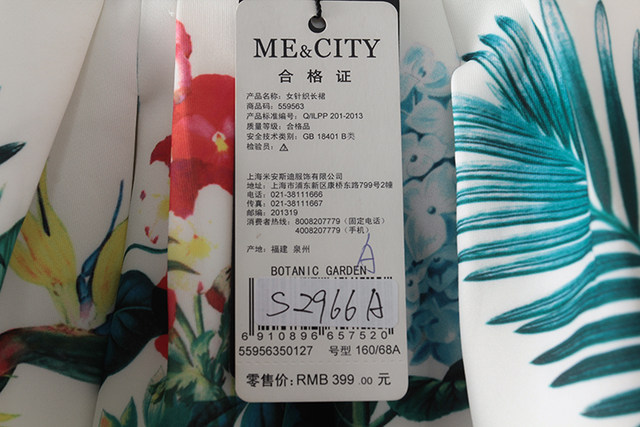 ME&CITY
合格证
产品名称：女针织长裙
商品码：559563
产品标准编号：Q/ILPP 201-2013
质量等级：合格品
安全技术类别：GB 18401 B类
检验员：
上海米安斯迪服饰有限公司
地址：上海市浦东新区康桥东路799号2幢
电话：021-38111666
传真：021-38111667
邮编：201319
消费者热线：8008207779（固定电话）
4008207779（手机）
产地：福建 泉州
A
BOTANIC GARDEN
S2966A
6 910896 657520
55956350127 号型 160/68A
零售价：RMB 399.00 元